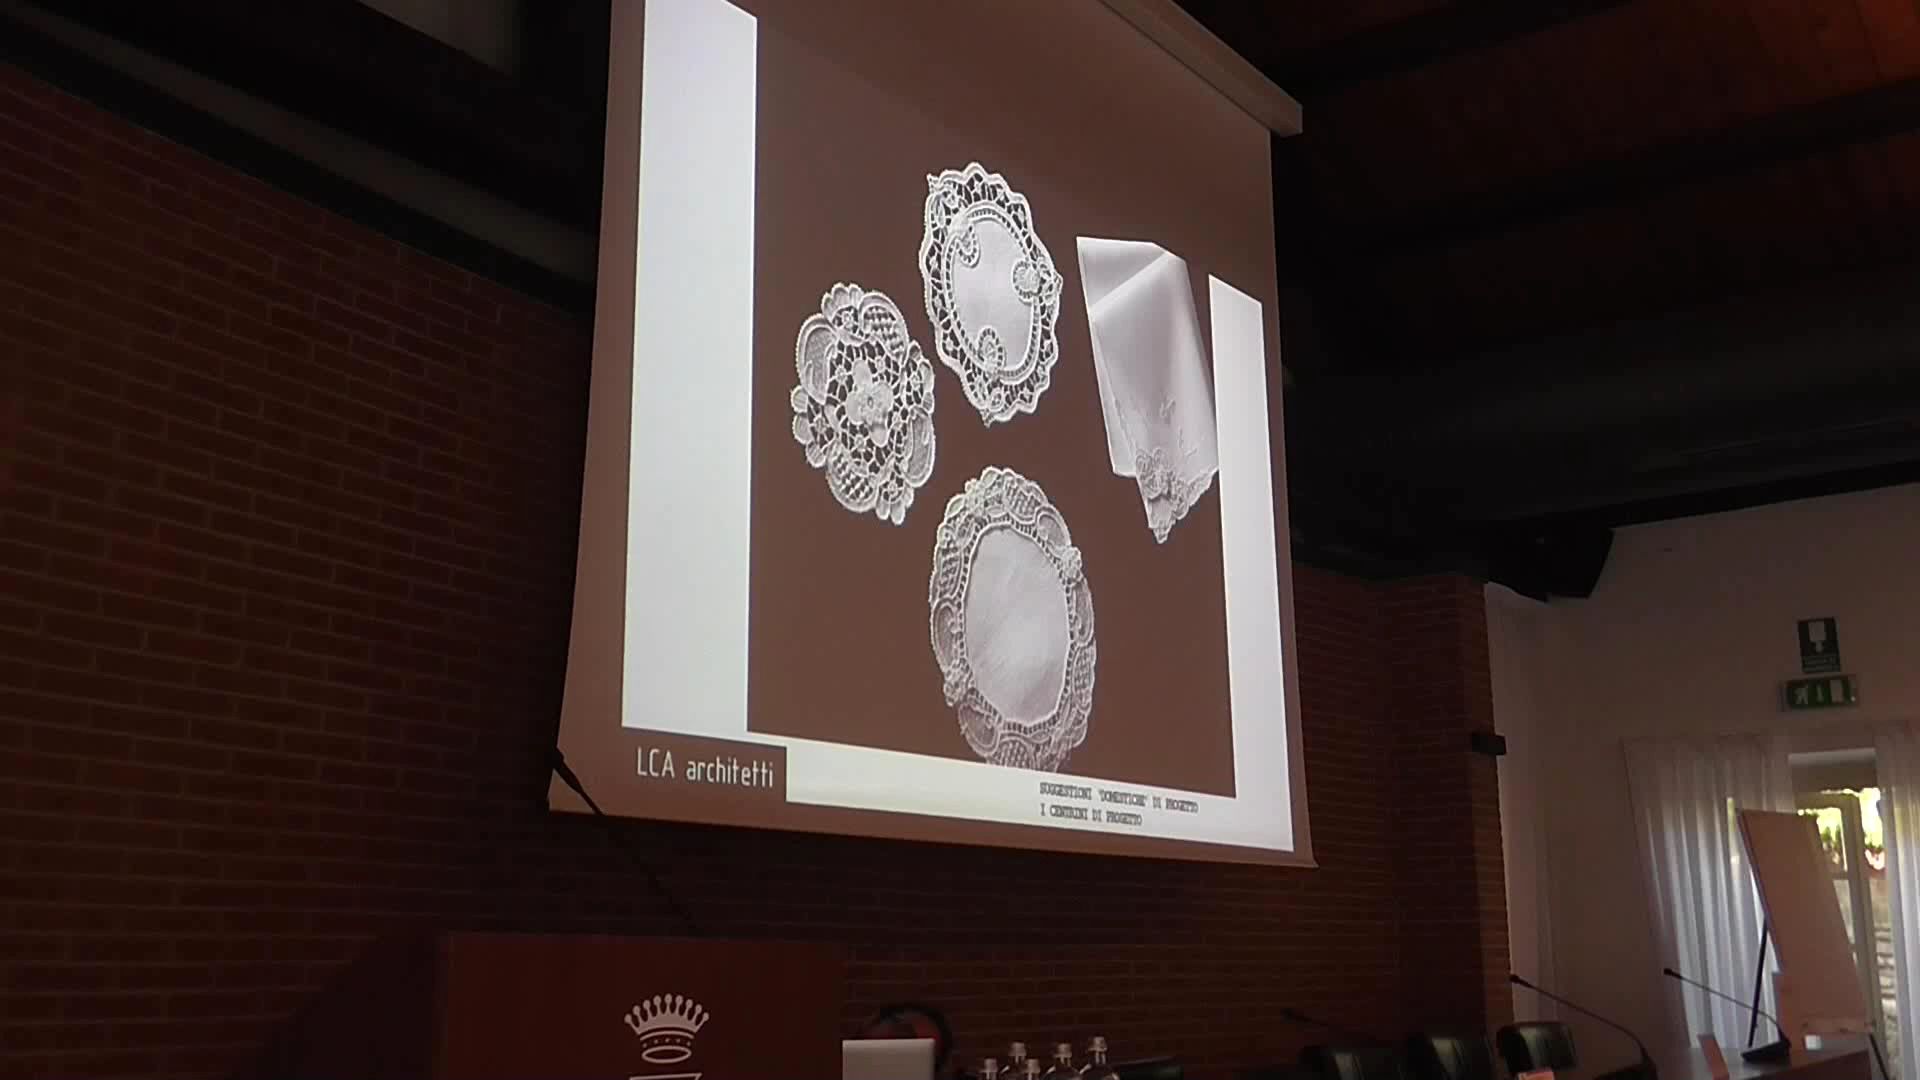 LCA architetti
SUGGESTIONI "DOMESTICHE" DI PROGETTO
I CENTRINI DI PROGETTO